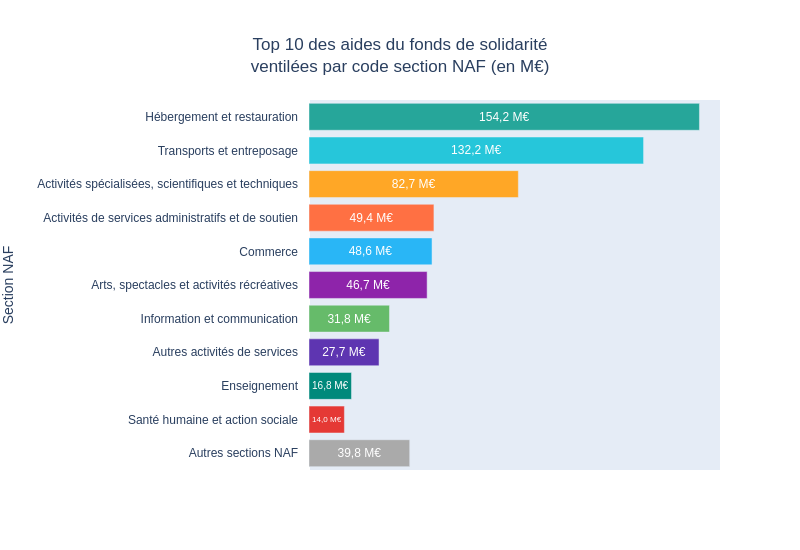 Top 10 des aides du fonds de solidarité
ventilées par code section NAF (en M€)
Section NAF
Hébergement et restauration 154,2 M€
Transports et entreposage 132,2 M€
Activités spécialisées, scientifiques et techniques 82,7 M€
Activités de services administratifs et de soutien 49,4 M€
Commerce 48,6 M€
Arts, spectacles et activités récréatives 46,7 M€
Information et communication 31,8 M€
Autres activités de services 27,7 M€
Enseignement 16,8 M€
Santé humaine et action sociale 14,0 M€
Autres sections NAF 39,8 M€